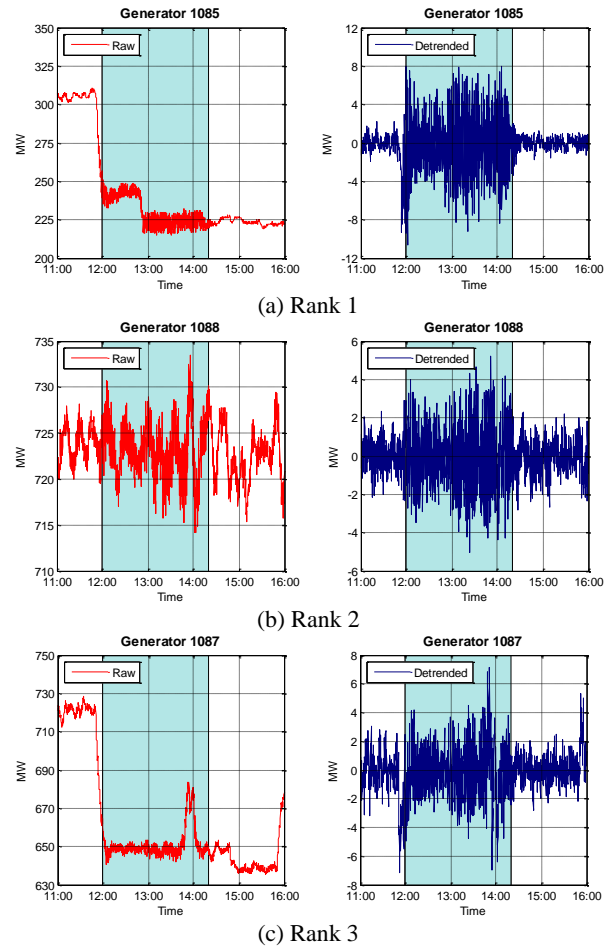 Generator 1085
Raw
350
325
300
275
250
225
200
MW
11:00 12:00 13:00 14:00 15:00 16:00
Time
Generator 1085
Detrended
12
8
4
0
-4
-8
-12
MW
11:00 12:00 13:00 14:00 15:00 16:00
Time
(a) Rank 1
Generator 1088
Raw
735
730
725
720
715
710
MW
11:00 12:00 13:00 14:00 15:00 16:00
Time
Generator 1088
Detrended
6
4
2
0
-2
-4
-6
MW
11:00 12:00 13:00 14:00 15:00 16:00
Time
(b) Rank 2
Generator 1087
Raw
750
730
710
690
670
650
630
MW
11:00 12:00 13:00 14:00 15:00 16:00
Time
Generator 1087
Detrended
8
6
4
2
0
-2
-4
-6
-8
MW
11:00 12:00 13:00 14:00 15:00 16:00
Time
(c) Rank 3